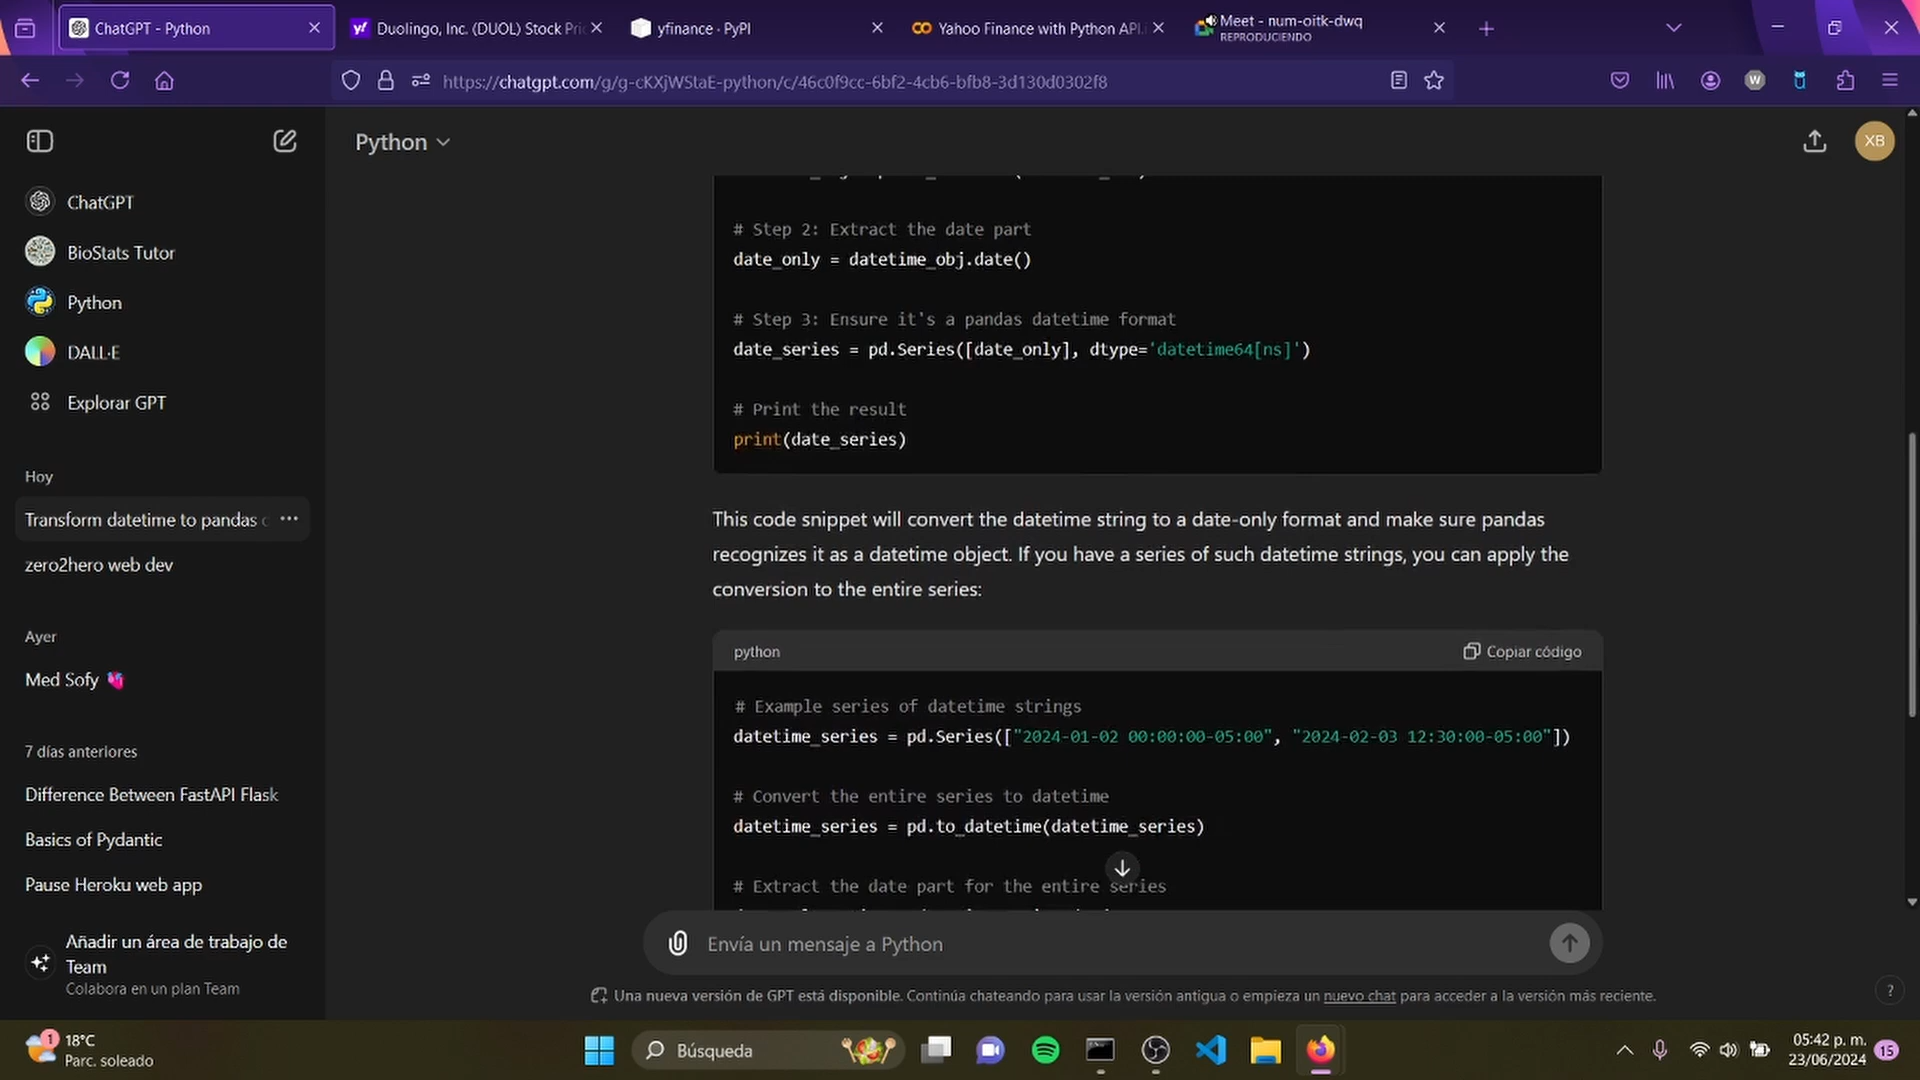 ChatGPT - Python
Duolingo, Inc. (DUOL) Stock Pri
yfinance · PyPI
Yahoo Finance with Python API.
Meet - num-oitk-dwq
REPRODUCIENDO
https://chatgpt.com/g/g-cKXjWStaE-python/c/46c0f9cc-6bf2-4cb6-bfb8-3d130d0302f8
W
Python
XB
ChatGPT
BioStats Tutor
Python
DALL·E
Explorar GPT
Hoy
Transform datetime to pandas
zero2hero web dev
Ayer
Med Sofy
7 días anteriores
Difference Between FastAPI Flask
Basics of Pydantic
Pause Heroku web app
Añadir un área de trabajo de
Team
Colabora en un plan Team
# Step 2: Extract the date part
date_only = datetime_obj.date()
# Step 3: Ensure it's a pandas datetime format
date_series = pd.Series([date_only], dtype='datetime64[ns]')
# Print the result
print(date_series)
This code snippet will convert the datetime string to a date-only format and make sure pandas
recognizes it as a datetime object. If you have a series of such datetime strings, you can apply the
conversion to the entire series:
python
Copiar código
# Example series of datetime strings
datetime_series = pd.Series(["2024-01-02 00:00:00-05:00", "2024-02-03 12:30:00-05:00"])
# Convert the entire series to datetime
datetime_series = pd.to_datetime(datetime_series)
# Extract the date part for the entire series
Envía un mensaje a Python
Una nueva versión de GPT está disponible. Continúa chateando para usar la versión antigua o empieza un nuevo chat para acceder a la versión más reciente.
?
1
18°C
Parc. soleado
Búsqueda
05:42 p. m.
23/06/2024
15